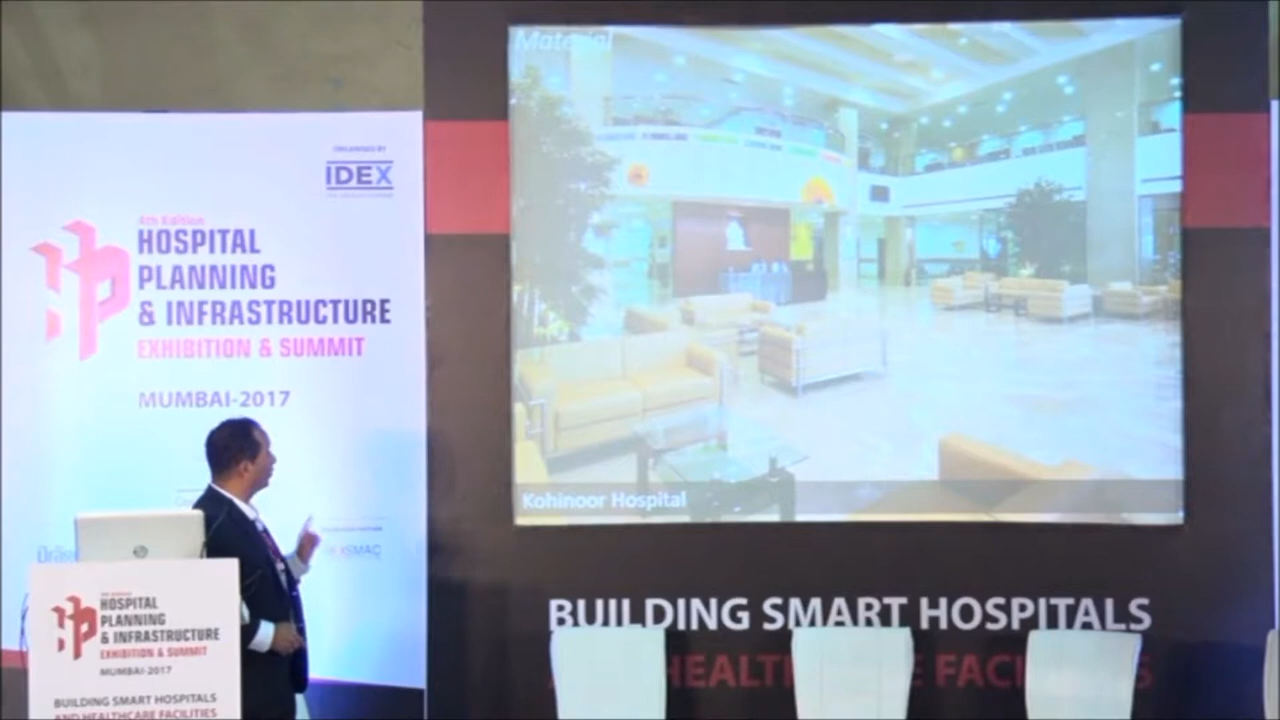 ORGANISED BY
IDEX
4th Edition
HOSPITAL
PLANNING
& INFRASTRUCTURE
EXHIBITION & SUMMIT
MUMBAI-2017
Material
Kohinoor Hospital
hp
HOSPITAL
PLANNING
& INFRASTRUCTURE
EXHIBITION & SUMMIT
MUMBAI-2017
BUILDING SMART HOSPITALS
AND HEALTHCARE FACILITIES
BUILDING SMART HOSPITALS